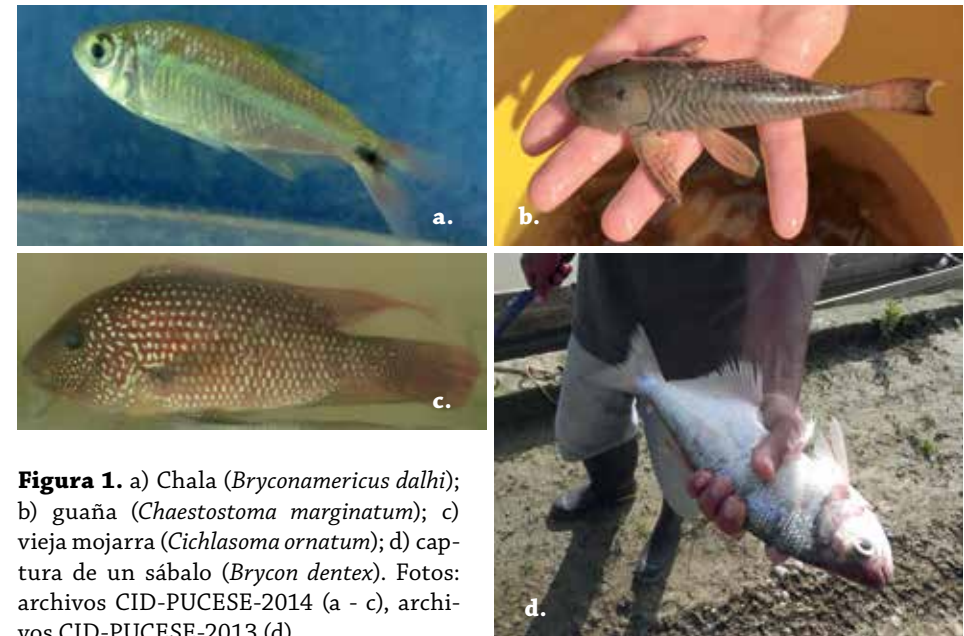 a.
b.
c.
d.
Figura 1. a) Chala (Bryconamericus dalhi);
b) guaña (Chaestostoma marginatum); c)
vieja mojarra (Cichlasoma ornatum); d) cap-
tura de un sábalo (Brycon dentex). Fotos:
archivos CID-PUCESE-2014 (a - c), archi-
vos CID-PUCESE-2013 (d)